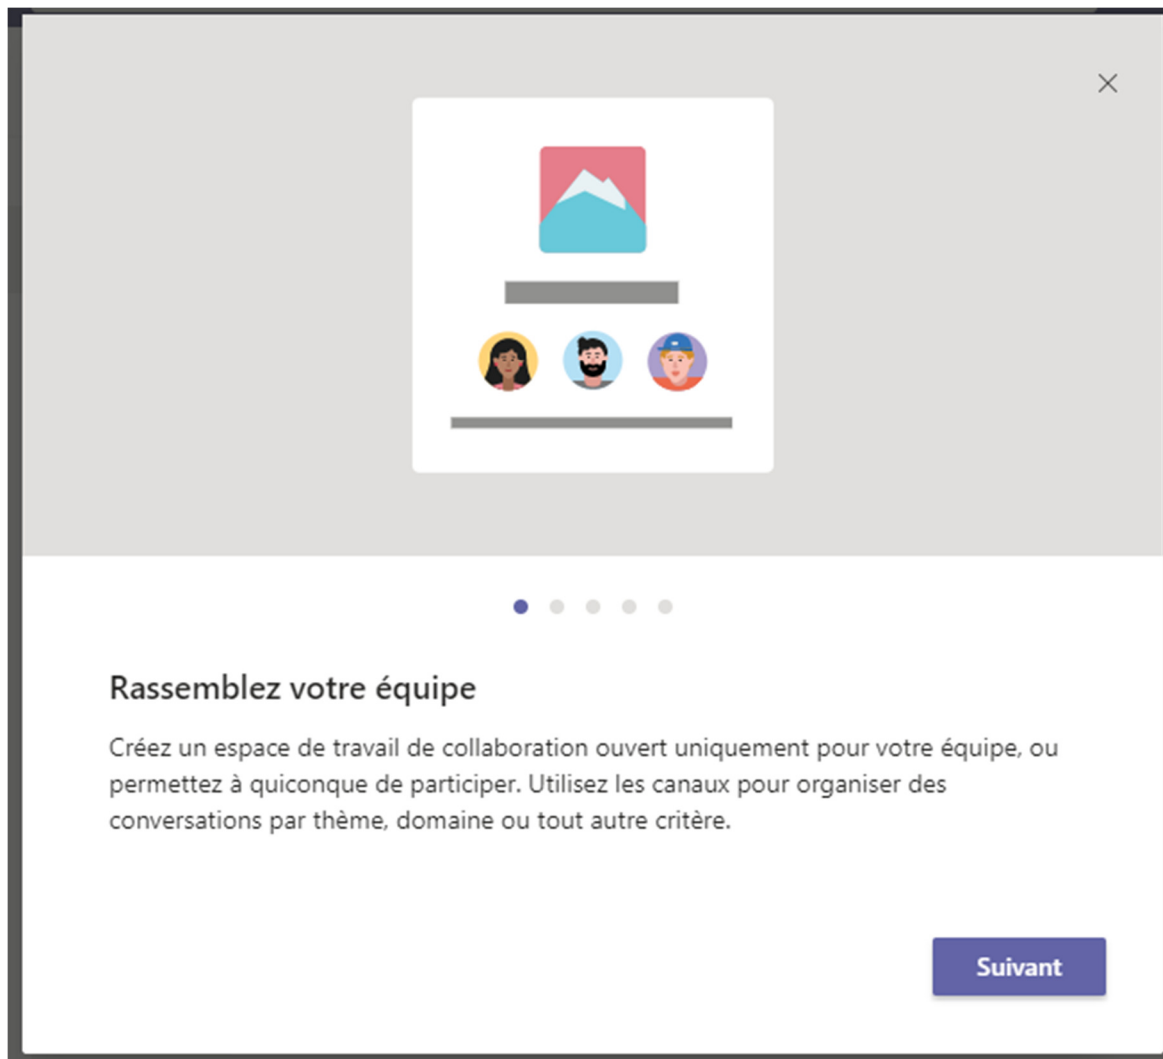 Rassemblez votre équipe
Créez un espace de travail de collaboration ouvert uniquement pour votre équipe, ou
permettez à quiconque de participer. Utilisez les canaux pour organiser des
conversations par thème, domaine ou tout autre critère.
Suivant